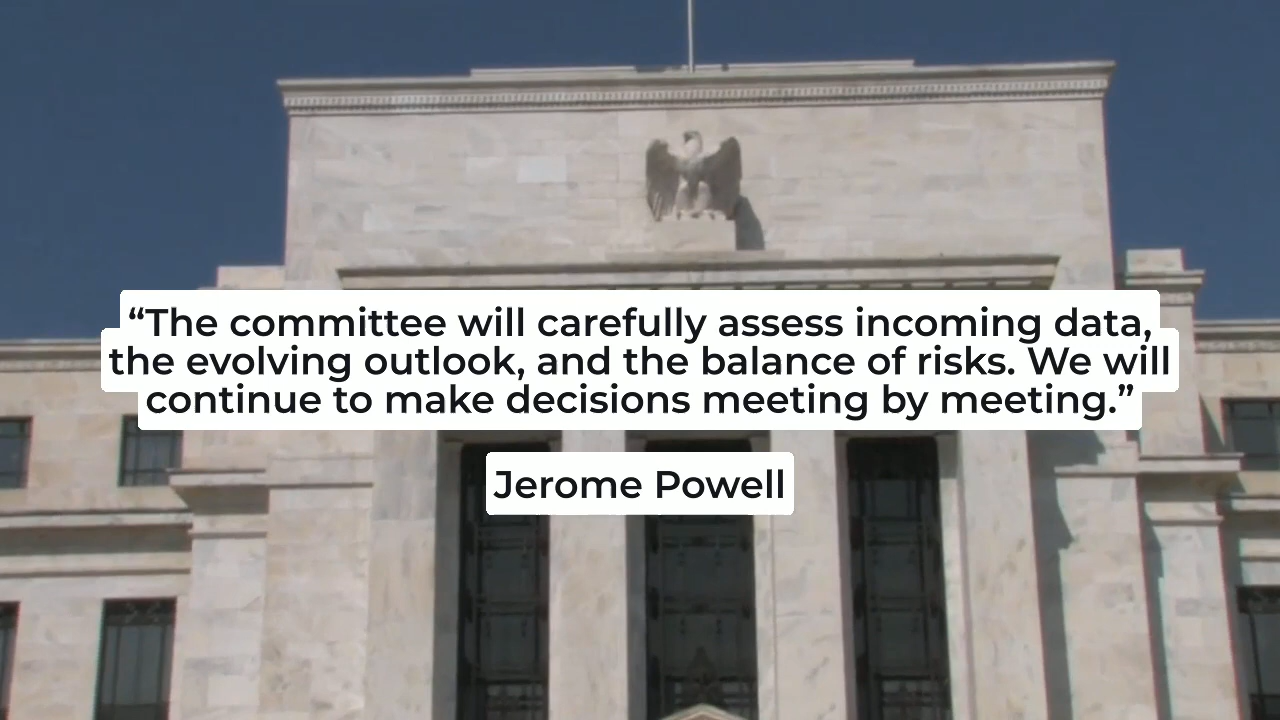 “The committee will carefully assess incoming data,
the evolving outlook, and the balance of risks. We will
continue to make decisions meeting by meeting.”
Jerome Powell